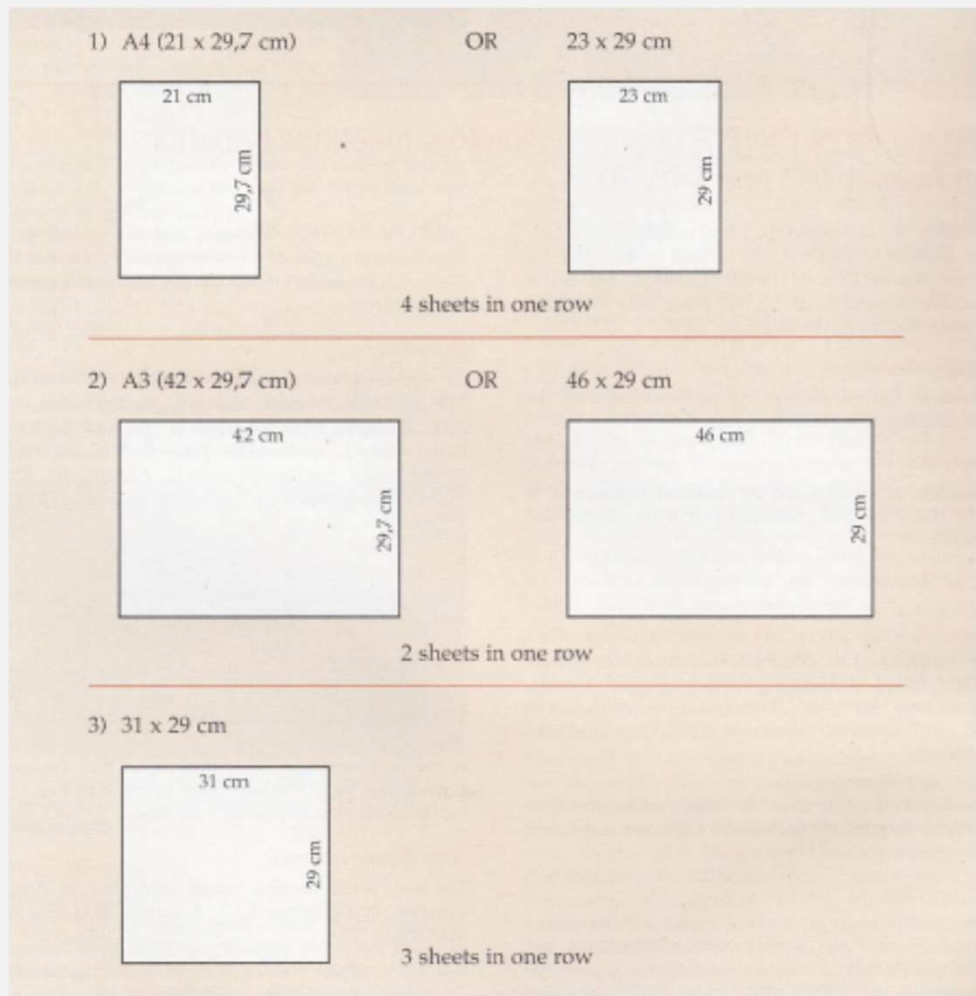 1) A4 (21 x 29,7 cm) OR 23 x 29 cm
21 cm
29,7 cm
23 cm
29 cm
4 sheets in one row
2) A3 (42 x 29,7 cm) OR 46 x 29 cm
42 cm
29,7 cm
46 cm
29 cm
2 sheets in one row
3) 31 x 29 cm
31 cm
29 cm
3 sheets in one row